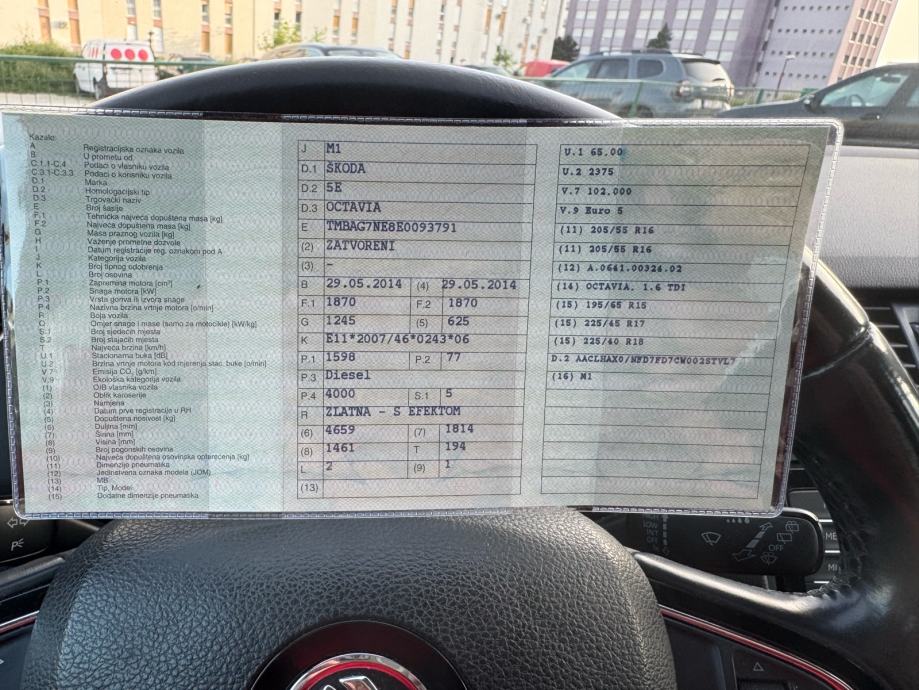 Kazalo:
A Registracijska oznaka vozila
B U prometu od
C.1.1-C.4 Podaci o vlasniku vozila
C.3.1-C.3.3 Podaci o korisniku vozila
D.1 Marka
D.2 Homologacijski tip
D.3 Trgovački naziv
E Broj šasije
F.1 Tehnička najveća dopuštena masa [kg]
F.2 Najveća dopuštena masa [kg]
G Masa praznog vozila [kg]
H Važenje prometne dozvole
I Datum registracije reg. oznakom pod A
J Kategorija vozila
K Broj tipnog odobrenja
L Broj osovina
P.1 Zapremina motora [cm³]
P.2 Snaga motora [kW]
P.3 Vrsta goriva ili izvora snage
P.4 Nazivna brzina vrtnje motora [o/min]
R Boja vozila
Q Omjer snage i mase (samo za motocikle) [kW/kg]
S.1 Broj sjedećih mjesta
S.2 Broj stajaćih mjesta
T Najveća brzina [km/h]
U.1 Stacionarna buka [dB]
U.2 Brzina vrtnje motora kod mjerenja stac. buke [o/min]
V.7 Emisija CO₂ [g/km]
V.9 Ekološka kategorija vozila
(1) OIB vlasnika vozila
(2) Oblik karoserije
(3) Namjena
(4) Datum prve registracije u RH
(5) Dopuštena nosivost [kg]
(6) Duljina [mm]
(7) Širina [mm]
(8) Visina [mm]
(9) Broj pogonskih osovina
(10) Najveća dopuštena osovinska opterećenja [kg]
(11) Dimenzije pneumatika
(12) Jedinstvena oznaka modela (JOM)
(13) MB
(14) Tip, Model
(15) Dodatne dimenzije pneumatika
J M1
D.1 ŠKODA
D.2 5E
D.3 OCTAVIA
E TMBAG7NE8E0093791
(2) ZATVORENI
(3) -
B 29.05.2014 (4) 29.05.2014
F.1 1870 F.2 1870
G 1245 (5) 625
K E11*2007/46*0243*06
P.1 1598 P.2 77
P.3 Diesel
P.4 4000 S.1 5
R ZLATNA - S EFEKTOM
(6) 4659 (7) 1814
(8) 1461 T 194
L 2 (9) 1
(13)
U.1 65.00
U.2 2375
V.7 102.000
V.9 Euro 5
(11) 205/55 R16
(11) 205/55 R16
(12) A.0641.00326.02
(14) OCTAVIA. 1.6 TDI
(15) 195/65 R15
(15) 225/45 R17
(15) 225/40 R18
D.2 AACLHAX0/NFD7FD7CW002STVL7
(16) M1
LOW
INT
OFF
OFF